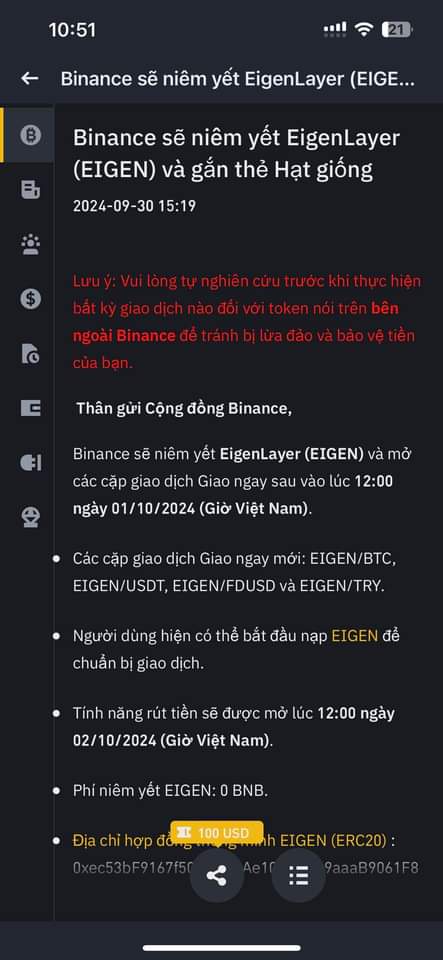 10:51
21
Binance sẽ niêm yết EigenLayer (EIGE...
Binance sẽ niêm yết EigenLayer
(EIGEN) và gắn thẻ Hạt giống
2024-09-30 15:19
Lưu ý: Vui lòng tự nghiên cứu trước khi thực hiện
bất kỳ giao dịch nào đối với token nói trên bên
ngoài Binance để tránh bị lừa đảo và bảo vệ tiền
của bạn.
Thân gửi Cộng đồng Binance,
Binance sẽ niêm yết EigenLayer (EIGEN) và mở
các cặp giao dịch Giao ngay sau vào lúc 12:00
ngày 01/10/2024 (Giờ Việt Nam).
Các cặp giao dịch Giao ngay mới: EIGEN/BTC,
EIGEN/USDT, EIGEN/FDUSD và EIGEN/TRY.
Người dùng hiện có thể bắt đầu nạp EIGEN để
chuẩn bị giao dịch.
Tính năng rút tiền sẽ được mở lúc 12:00 ngày
02/10/2024 (Giờ Việt Nam).
Phí niêm yết EIGEN: 0 BNB.
100 USD
Địa chỉ hợp đồng minh EIGEN (ERC20) :